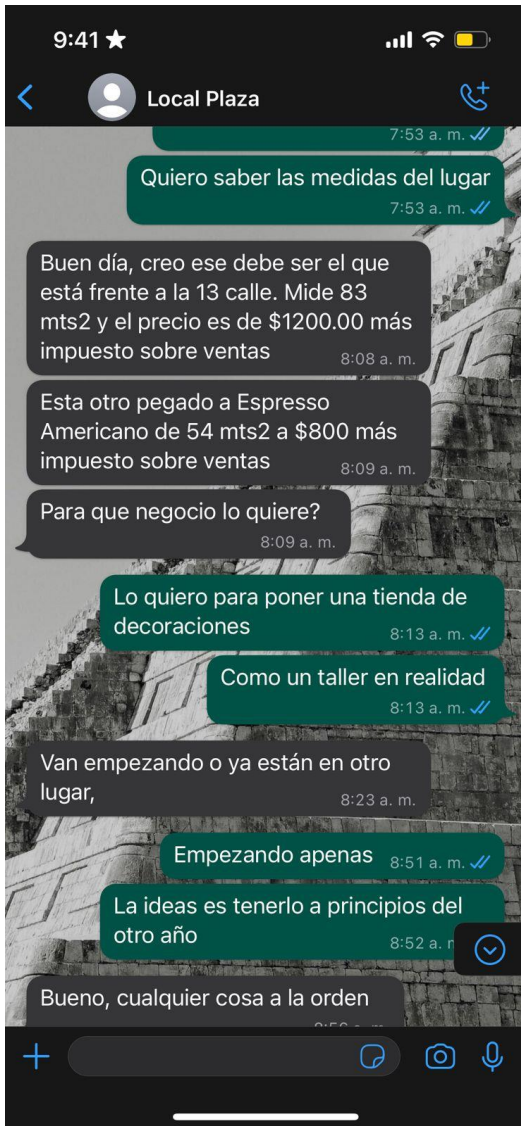 9:41
Local Plaza
7:53 a. m.
Quiero saber las medidas del lugar
7:53 a. m.
Buen día, creo ese debe ser el que
está frente a la 13 calle. Mide 83
mts2 y el precio es de $1200.00 más
impuesto sobre ventas
8:08 a. m.
Esta otro pegado a Espresso
Americano de 54 mts2 a $800 más
impuesto sobre ventas
8:09 a. m.
Para que negocio lo quiere?
8:09 a. m.
Lo quiero para poner una tienda de
decoraciones
8:13 a. m.
Como un taller en realidad
8:13 a. m.
Van empezando o ya están en otro
lugar,
8:23 a. m.
Empezando apenas
8:51 a. m.
La ideas es tenerlo a principios del
otro año
8:52 a.
Bueno, cualquier cosa a la orden